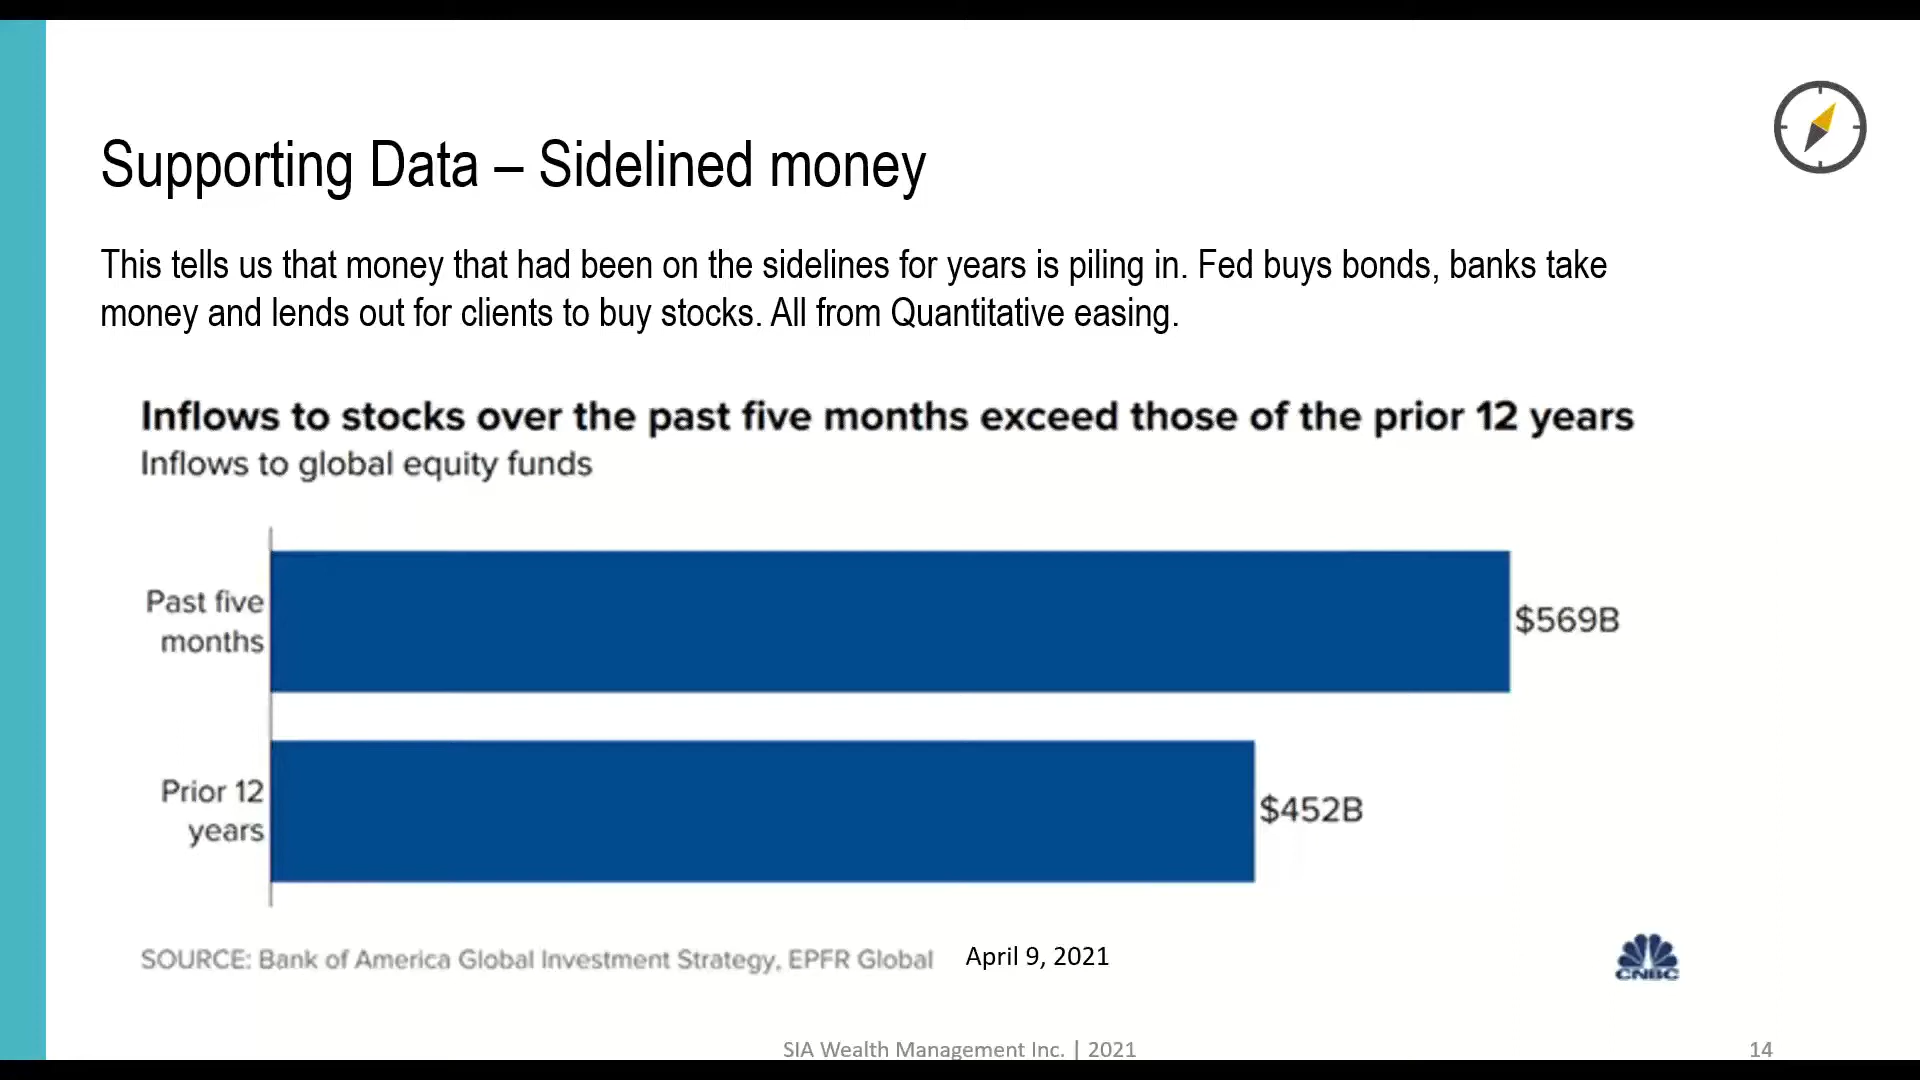 Supporting Data – Sidelined money
This tells us that money that had been on the sidelines for years is piling in. Fed buys bonds, banks take
money and lends out for clients to buy stocks. All from Quantitative easing.
Inflows to stocks over the past five months exceed those of the prior 12 years
Inflows to global equity funds
Past five
months
$569B
Prior 12
years
$452B
SOURCE: Bank of America Global Investment Strategy, EPFR Global
April 9, 2021
CNBC
SIA Wealth Management Inc. | 2021
14